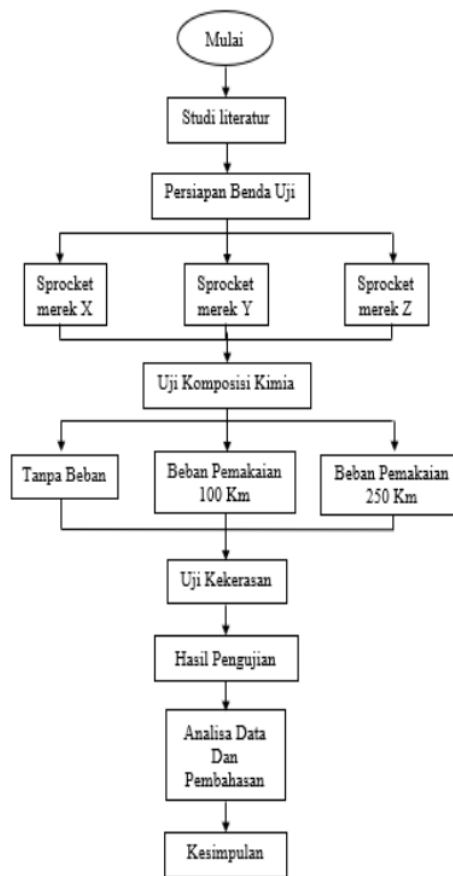 Mulai
Studi literatur
Persiapan Benda Uji
Sprocket
merek X
Sprocket
merek Y
Sprocket
merek Z
Uji Komposisi Kimia
Tanpa Beban
Beban Pemakaian
100 Km
Beban Pemakaian
250 Km
Uji Kekerasan
Hasil Pengujian
Analisa Data
Dan
Pembahasan
Kesimpulan